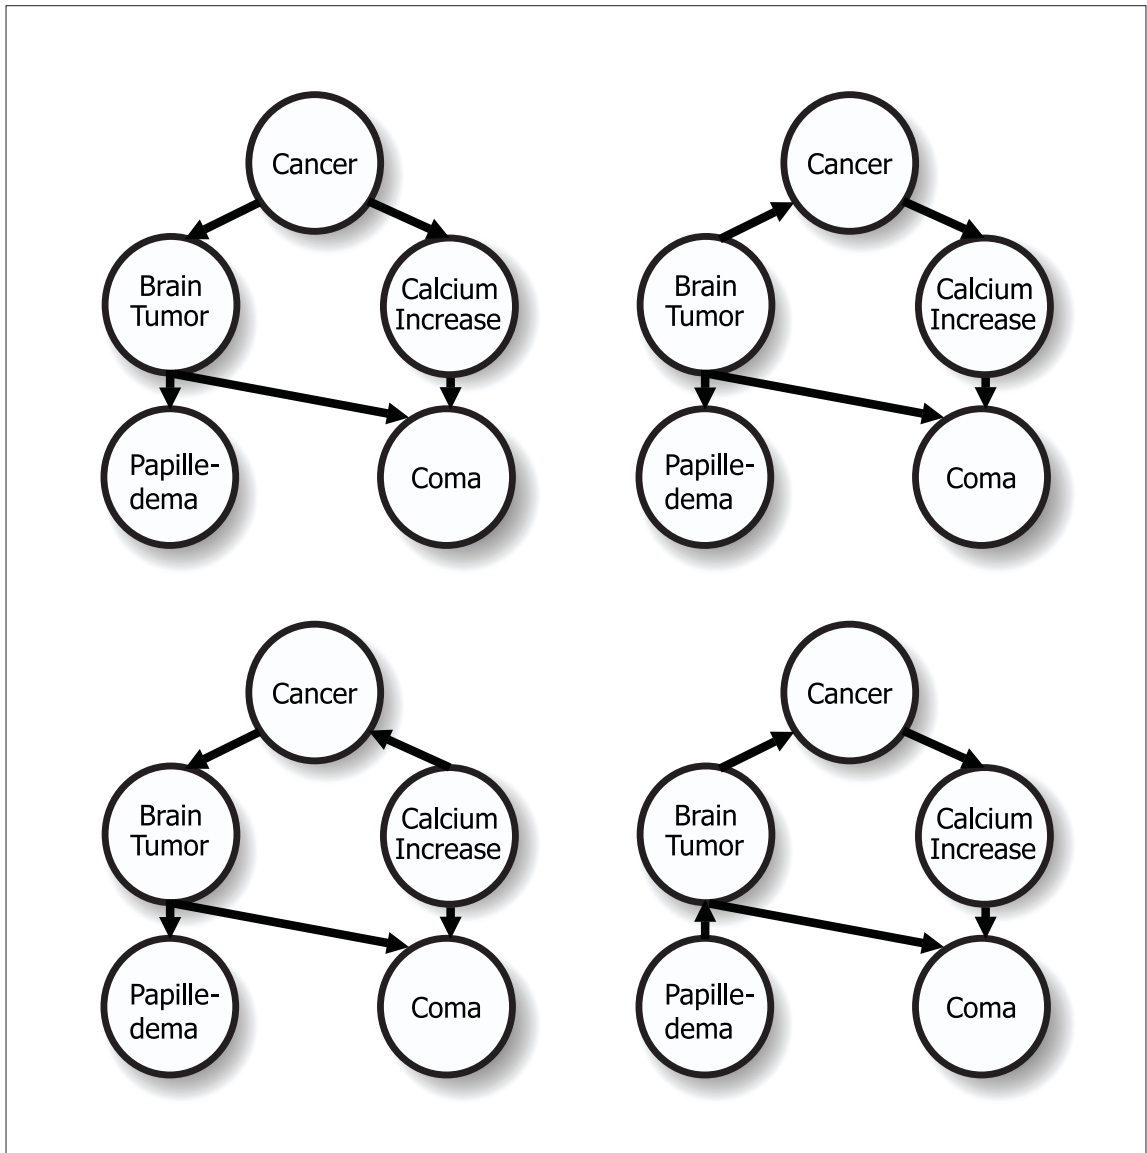 Cancer
Cancer
Brain
Tumor
Calcium
Increase
Brain
Tumor
Calcium
Increase
Papille-
dema
Coma
Papille-
dema
Coma
Cancer
Cancer
Brain
Tumor
Calcium
Increase
Brain
Tumor
Calcium
Increase
Papille-
dema
Coma
Papille-
dema
Coma